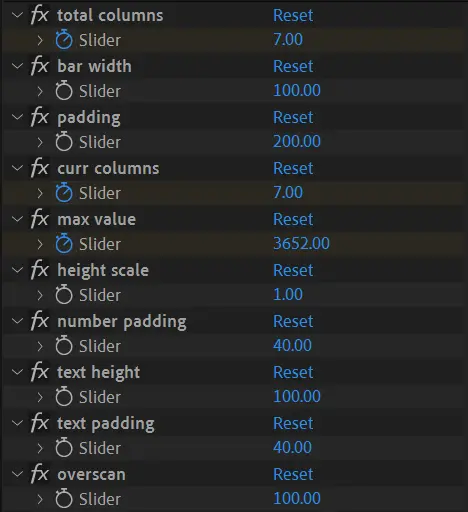 fx total columns Reset
Slider 7.00
fx bar width Reset
Slider 100.00
fx padding Reset
Slider 200.00
fx curr columns Reset
Slider 7.00
fx max value Reset
Slider 3652.00
fx height scale Reset
Slider 1.00
fx number padding Reset
Slider 40.00
fx text height Reset
Slider 100.00
fx text padding Reset
Slider 40.00
fx overscan Reset
Slider 100.00